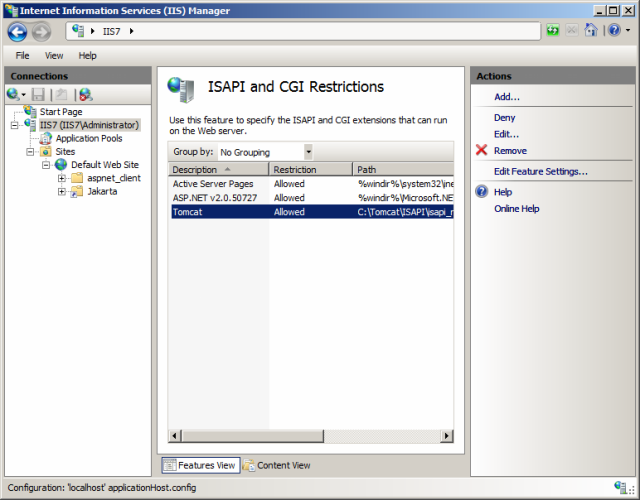 Internet Information Services (IIS) Manager
IIS7
File View Help
Connections
Start Page
IIS7 (IIS7\Administrator)
Application Pools
Sites
Default Web Site
aspnet_client
Jakarta
ISAPI and CGI Restrictions
Use this feature to specify the ISAPI and CGI extensions that can run
on the Web server.
Group by: No Grouping
Description Restriction Path
Active Server Pages Allowed %windir%\system32\ine
ASP.NET v2.0.50727 Allowed %windir%\Microsoft.NE
Tomcat Allowed C:\Tomcat\ISAPI\isapi_r
Features View Content View
Actions
Add...
Deny
Edit...
Remove
Edit Feature Settings...
Help
Online Help
Configuration: 'localhost' applicationHost.config